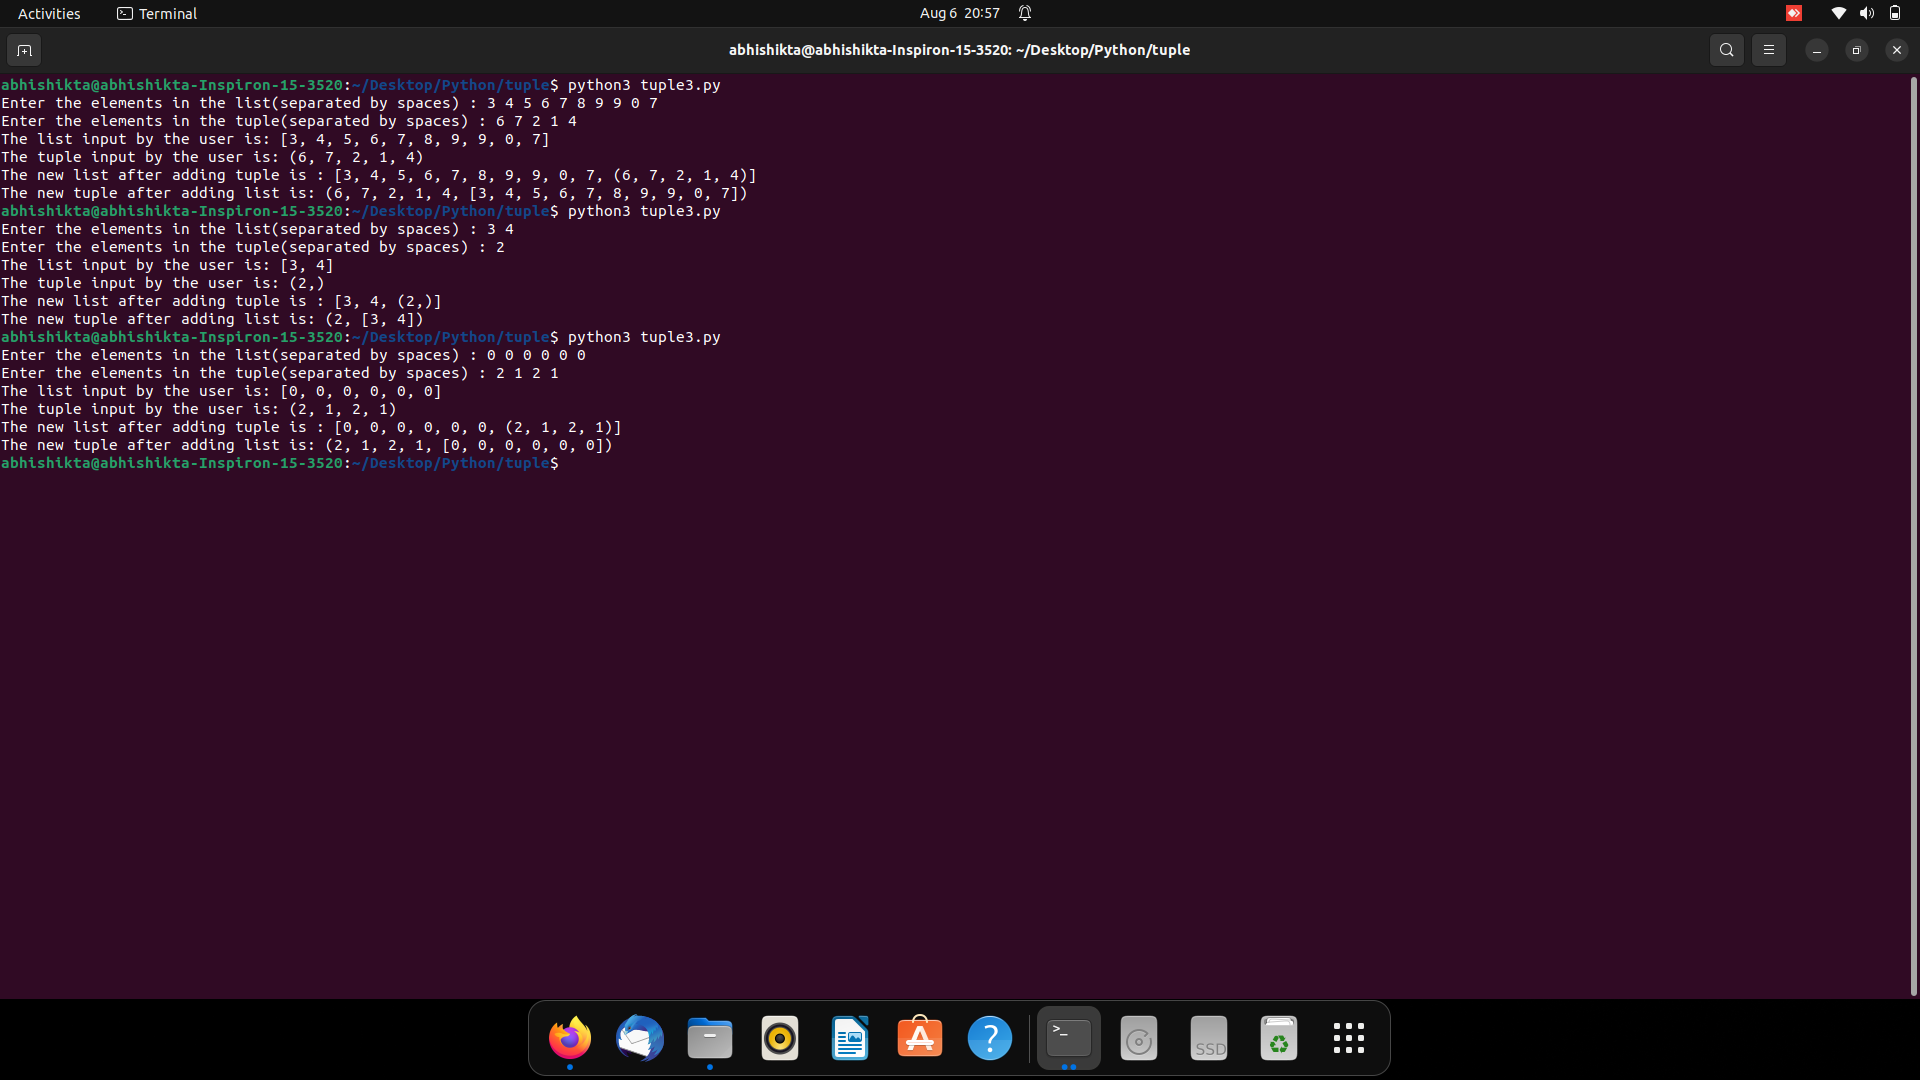 Activities Terminal Aug 6 20:57
abhishikta@abhishikta-Inspiron-15-3520: ~/Desktop/Python/tuple
abhishikta@abhishikta-Inspiron-15-3520:~/Desktop/Python/tuple$ python3 tuple3.py
Enter the elements in the list(separated by spaces) : 3 4 5 6 7 8 9 9 0 7
Enter the elements in the tuple(separated by spaces) : 6 7 2 1 4
The list input by the user is: [3, 4, 5, 6, 7, 8, 9, 9, 0, 7]
The tuple input by the user is: (6, 7, 2, 1, 4)
The new list after adding tuple is : [3, 4, 5, 6, 7, 8, 9, 9, 0, 7, (6, 7, 2, 1, 4)]
The new tuple after adding list is: (6, 7, 2, 1, 4, [3, 4, 5, 6, 7, 8, 9, 9, 0, 7])
abhishikta@abhishikta-Inspiron-15-3520:~/Desktop/Python/tuple$ python3 tuple3.py
Enter the elements in the list(separated by spaces) : 3 4
Enter the elements in the tuple(separated by spaces) : 2
The list input by the user is: [3, 4]
The tuple input by the user is: (2,)
The new list after adding tuple is : [3, 4, (2,)]
The new tuple after adding list is: (2, [3, 4])
abhishikta@abhishikta-Inspiron-15-3520:~/Desktop/Python/tuple$ python3 tuple3.py
Enter the elements in the list(separated by spaces) : 0 0 0 0 0 0
Enter the elements in the tuple(separated by spaces) : 2 1 2 1
The list input by the user is: [0, 0, 0, 0, 0, 0]
The tuple input by the user is: (2, 1, 2, 1)
The new list after adding tuple is : [0, 0, 0, 0, 0, 0, (2, 1, 2, 1)]
The new tuple after adding list is: (2, 1, 2, 1, [0, 0, 0, 0, 0, 0])
abhishikta@abhishikta-Inspiron-15-3520:~/Desktop/Python/tuple$
SSD